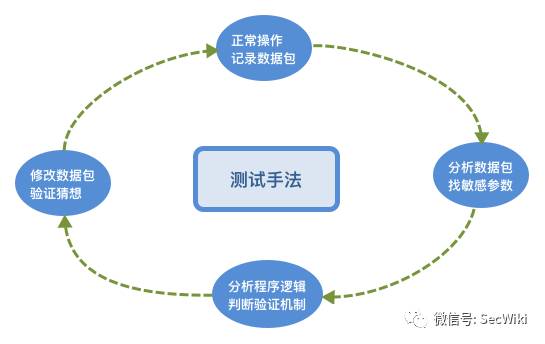 正常操作
记录数据包
分析数据包
找敏感参数
测试手法
修改数据包
验证猜想
分析程序逻辑
判断验证机制
微信号: SecWiki